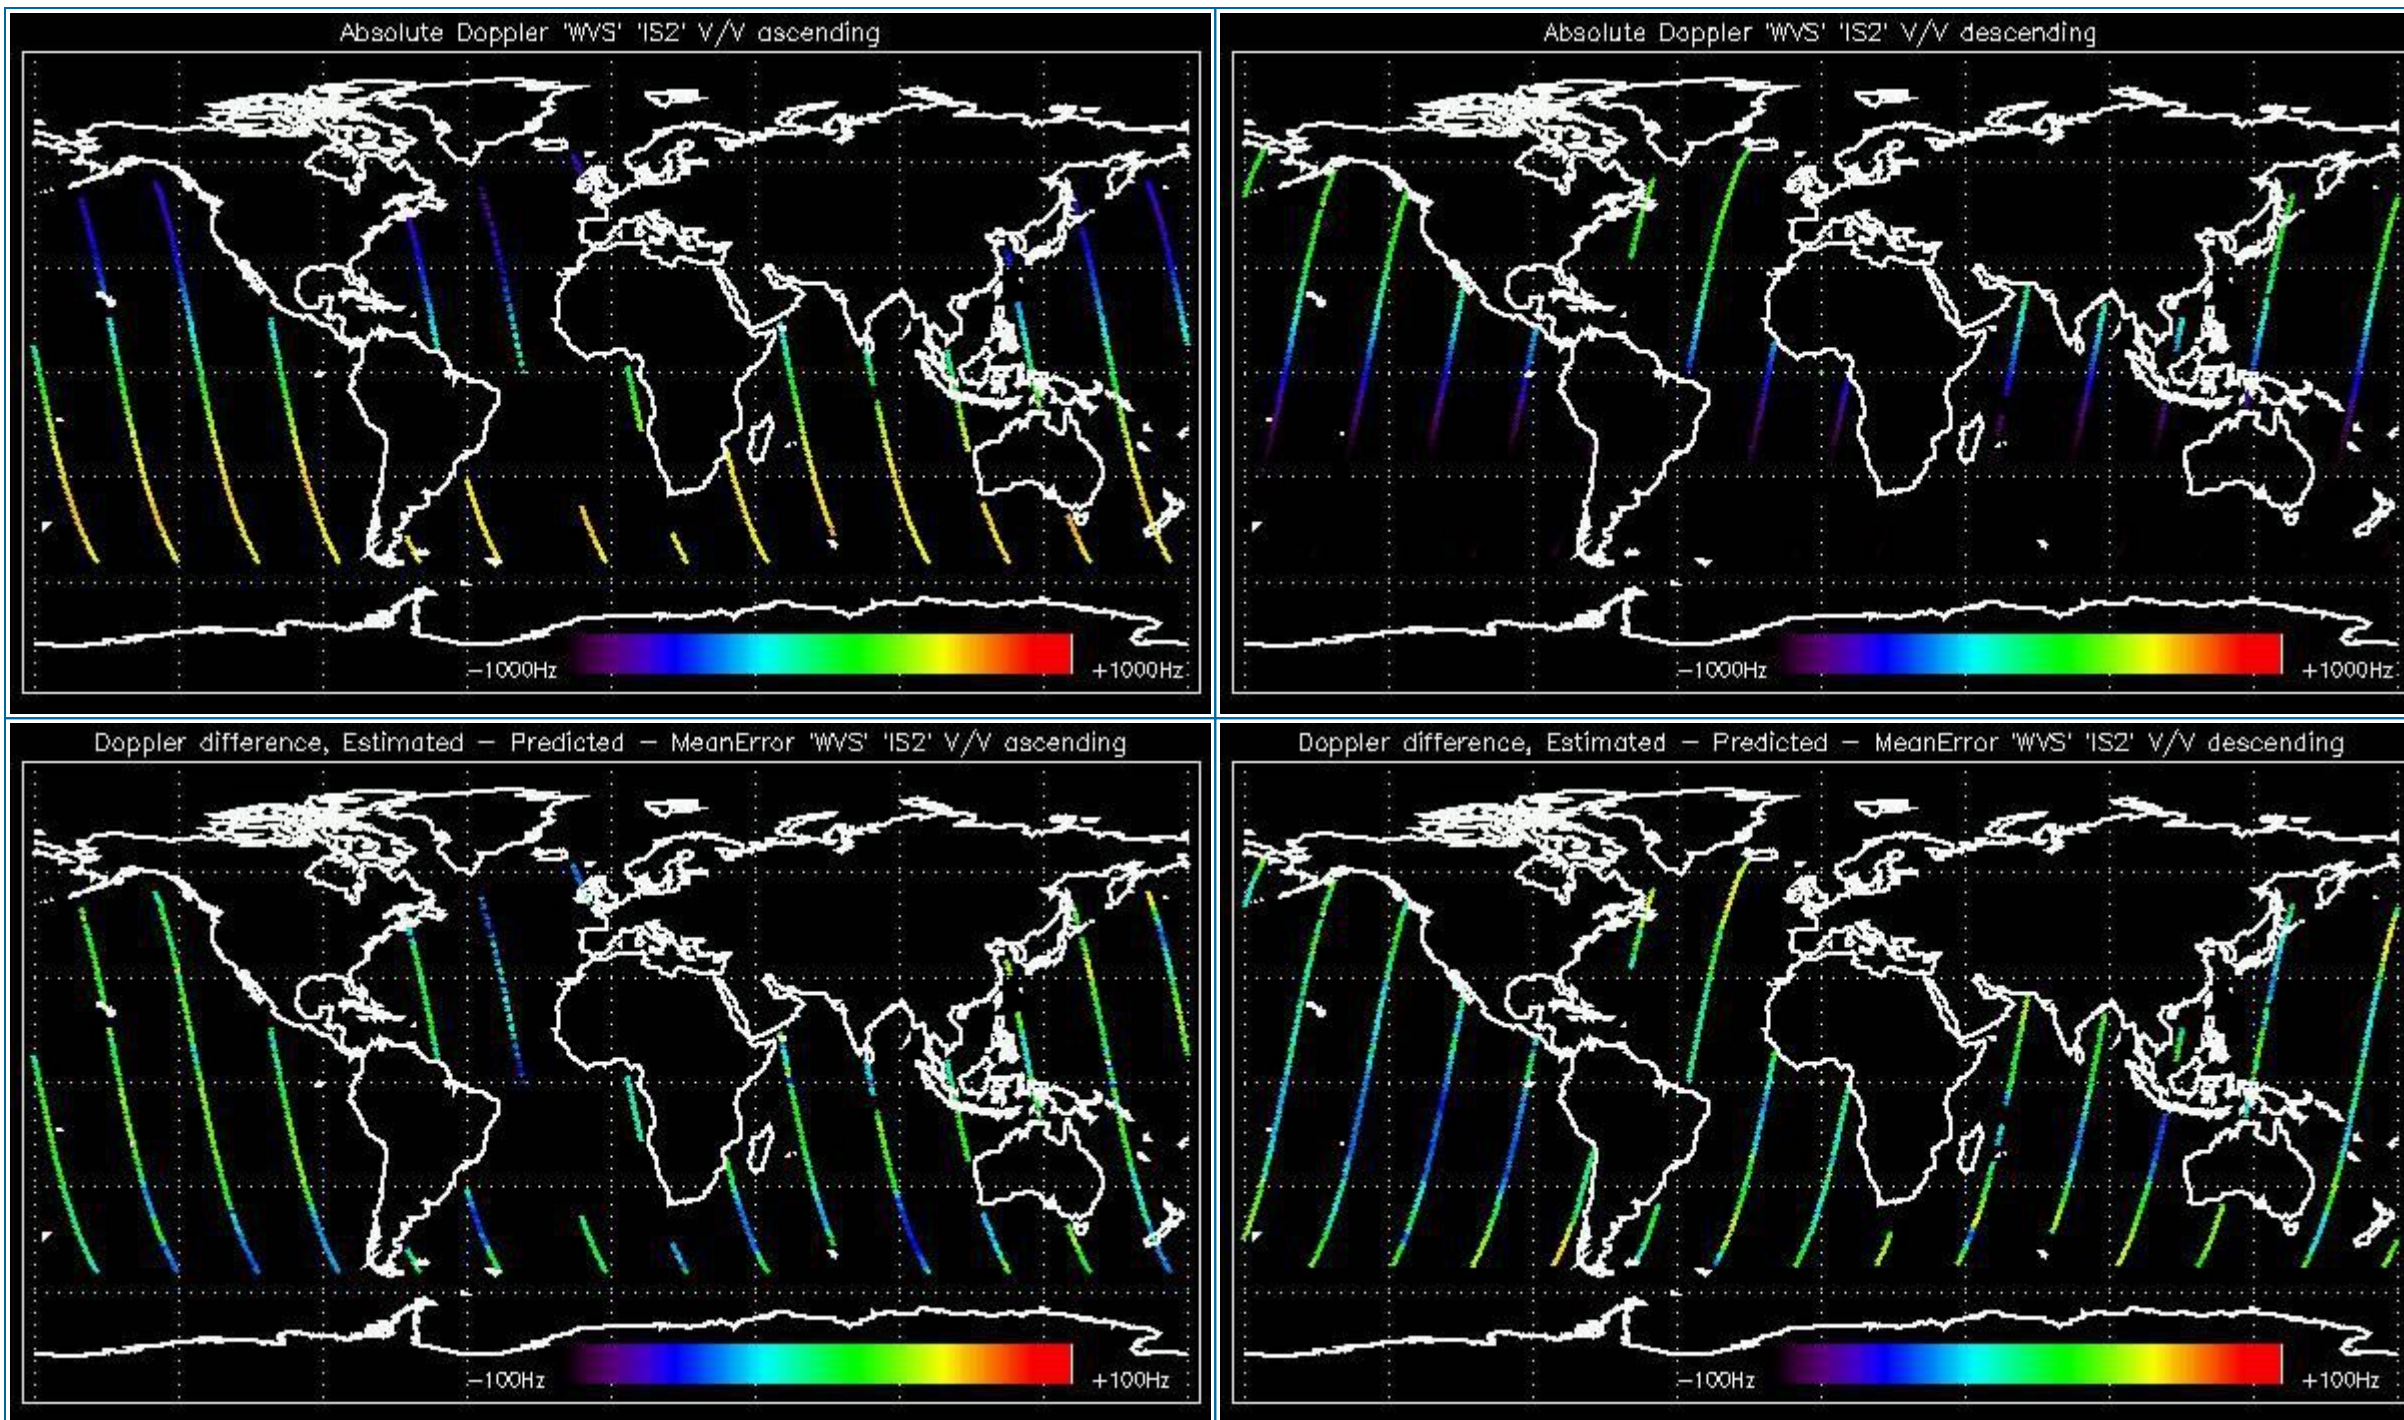 Absolute Doppler 'WVS' 'IS2' V/V ascending
-1000Hz
+1000Hz
Absolute Doppler 'WVS' 'IS2' V/V descending
-1000Hz
+1000Hz
Doppler difference, Estimated - Predicted - MeanError 'WVS' 'IS2' V/V ascending
-100Hz
+100Hz
Doppler difference, Estimated - Predicted - MeanError 'WVS' 'IS2' V/V descending
-100Hz
+100Hz